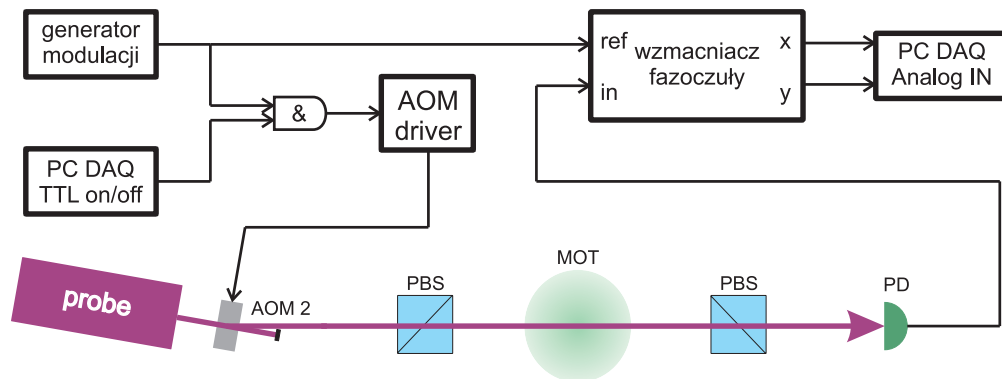 generator
modulacji
ref
wzmacniacz
fazoczuły
in
x
y
PC DAQ
Analog IN
&
AOM
driver
PC DAQ
TTL on/off
probe
AOM 2
PBS
MOT
PBS
PD